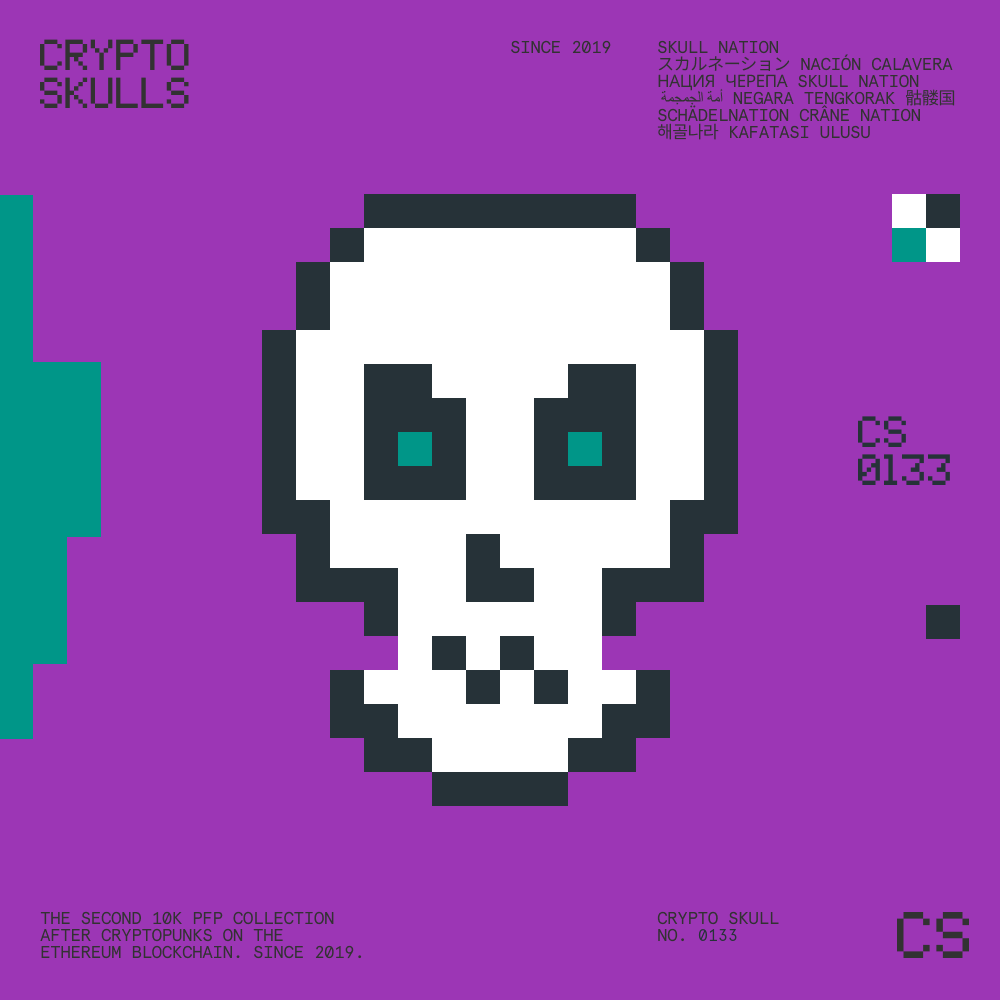 CRYPTO
SKULLS
SINCE 2019
SKULL NATION
スカルネーション NACIÓN CALAVERA
НАЦИЯ ЧЕРЕПА SKULL NATION
أمة الجمجمة NEGARA TENGKORAK 骷髅国
SCHÄDELNATION CRÂNE NATION
해골나라 KAFATASI ULUSU
CS
0133
THE SECOND 10K PFP COLLECTION
AFTER CRYPTOPUNKS ON THE
ETHEREUM BLOCKCHAIN. SINCE 2019.
CRYPTO SKULL
NO. 0133
CS